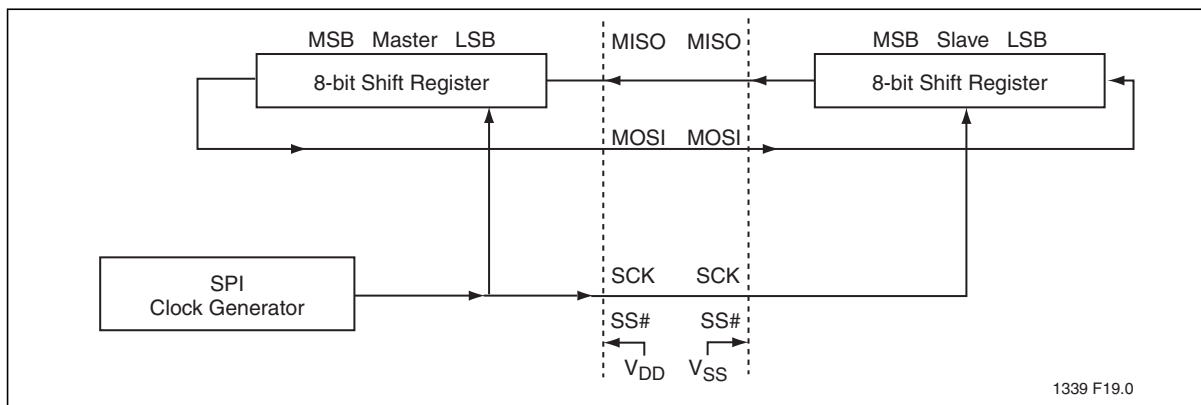 MSB Master LSB
8-bit Shift Register
MISO MISO
MSB Slave LSB
8-bit Shift Register
MOSI MOSI
SPI
Clock Generator
SCK SCK
SS# SS#
VDD VSS
1339 F19.0